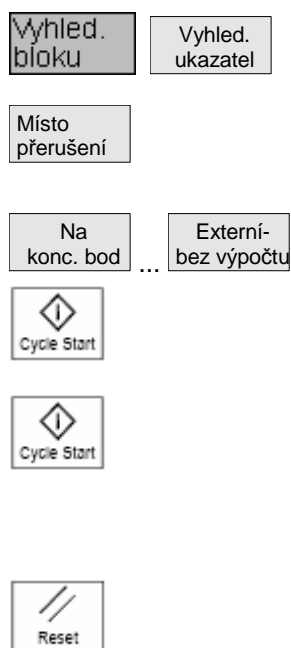 Vyhled.
bloku
Vyhled.
ukazatel
Místo
přerušení
Na
konc. bod
...
Externí-
bez výpočtu
Cycle Start
Cycle Start
Reset